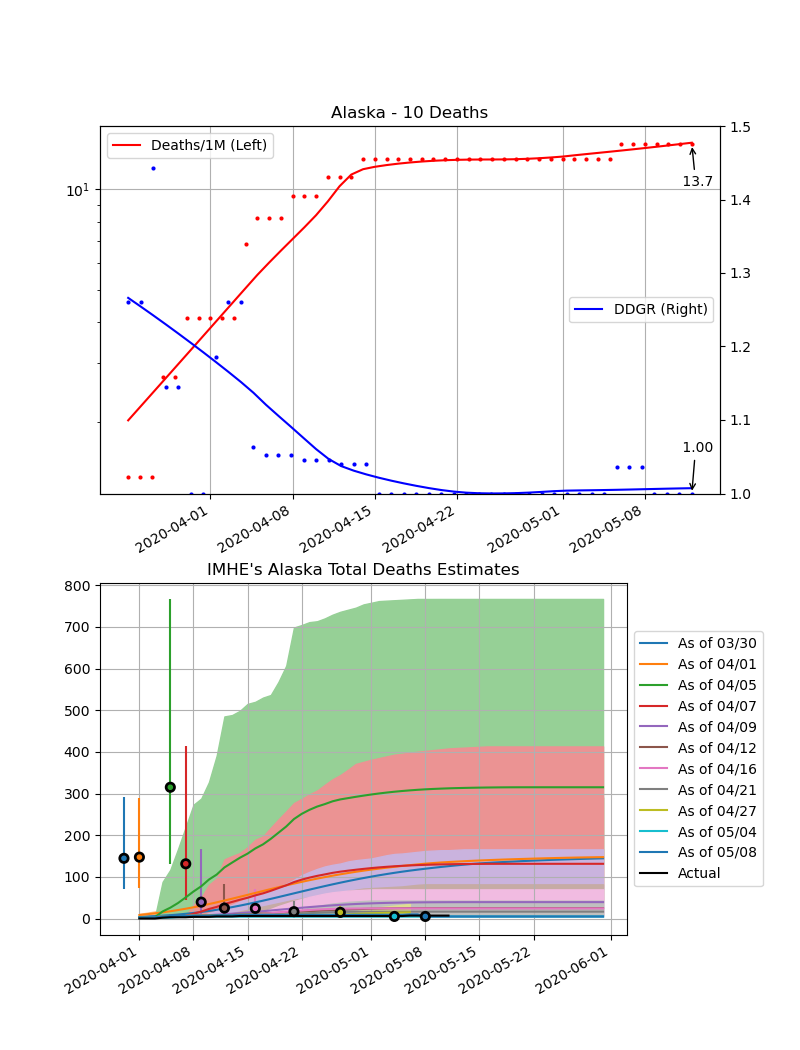 Alaska - 10 Deaths
Deaths/1M (Left)
DDGR (Right)
10^1
13.7
1.00
1.5
1.4
1.3
1.2
1.1
1.0
2020-04-01
2020-04-08
2020-04-15
2020-04-22
2020-05-01
2020-05-08
IMHE's Alaska Total Deaths Estimates
800
700
600
500
400
300
200
100
0
2020-04-01
2020-04-08
2020-04-15
2020-04-22
2020-05-01
2020-05-08
2020-05-15
2020-05-22
2020-06-01
As of 03/30
As of 04/01
As of 04/05
As of 04/07
As of 04/09
As of 04/12
As of 04/16
As of 04/21
As of 04/27
As of 05/04
As of 05/08
Actual